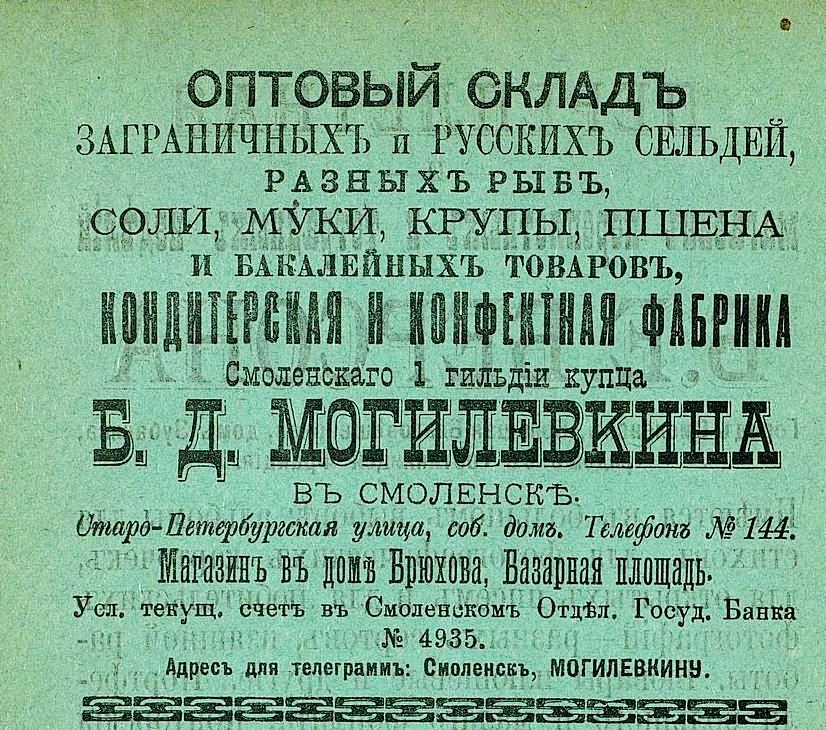 ОПТОВЫЙ СКЛАДЪ
ЗАГРАНИЧНЫХЪ и РУССКИХЪ СЕЛЬДЕЙ,
РАЗНЫХЪ РЫБЪ,
СОЛИ, МУКИ, КРУПЫ, ПШЕНА
И БАКАЛЕЙНЫХЪ ТОВАРОВЪ,
КОНДИТЕРСКАЯ И КОНФЕКТНАЯ ФАБРИКА
Смоленскаго 1 гильдіи купца
Б. Д. МОГИЛЕВКИНА
ВЪ СМОЛЕНСКѢ.
Старо-Петербургская улица, соб. домъ. Телефонъ № 144.
Магазинъ въ домѣ Брюхова, Базарная площадь.
Усл. текущ. счетъ въ Смоленскомъ Отдѣл. Госуд. Банка
№ 4935.
Адресъ для телеграммъ: Смоленскъ, МОГИЛЕВКИНУ.